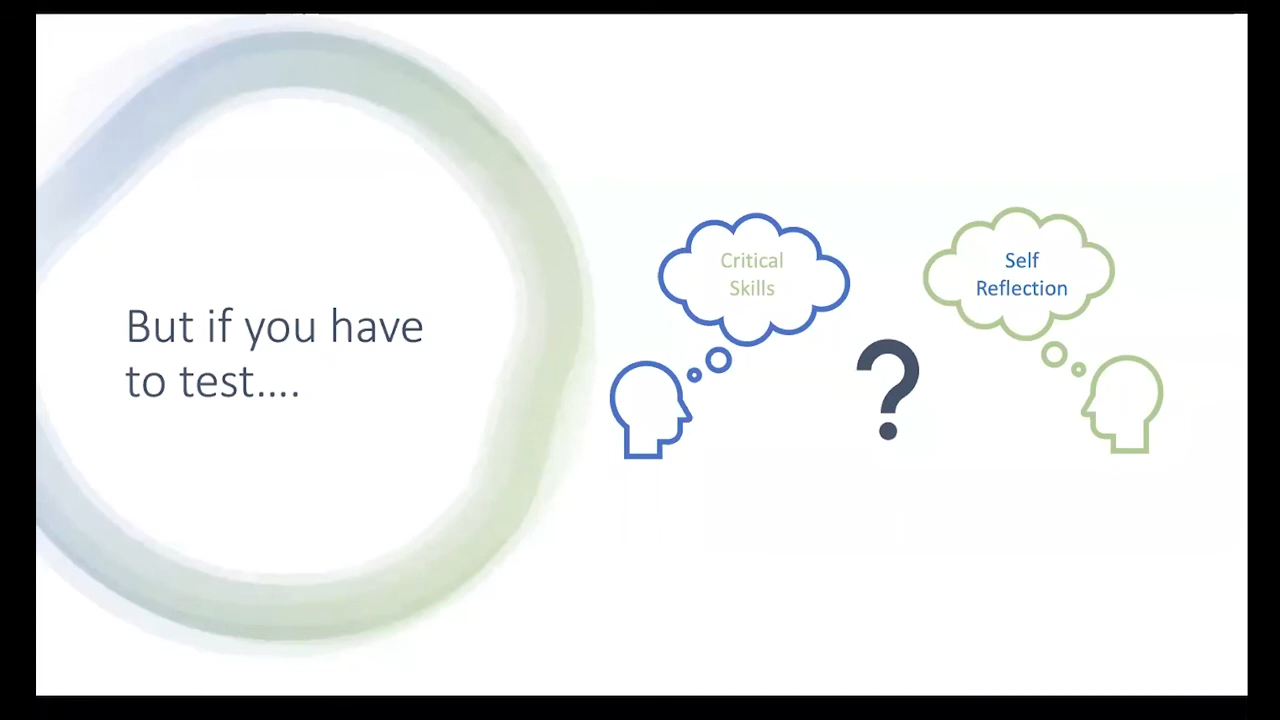 But if you have
to test....
Critical
Skills
?
Self
Reflection